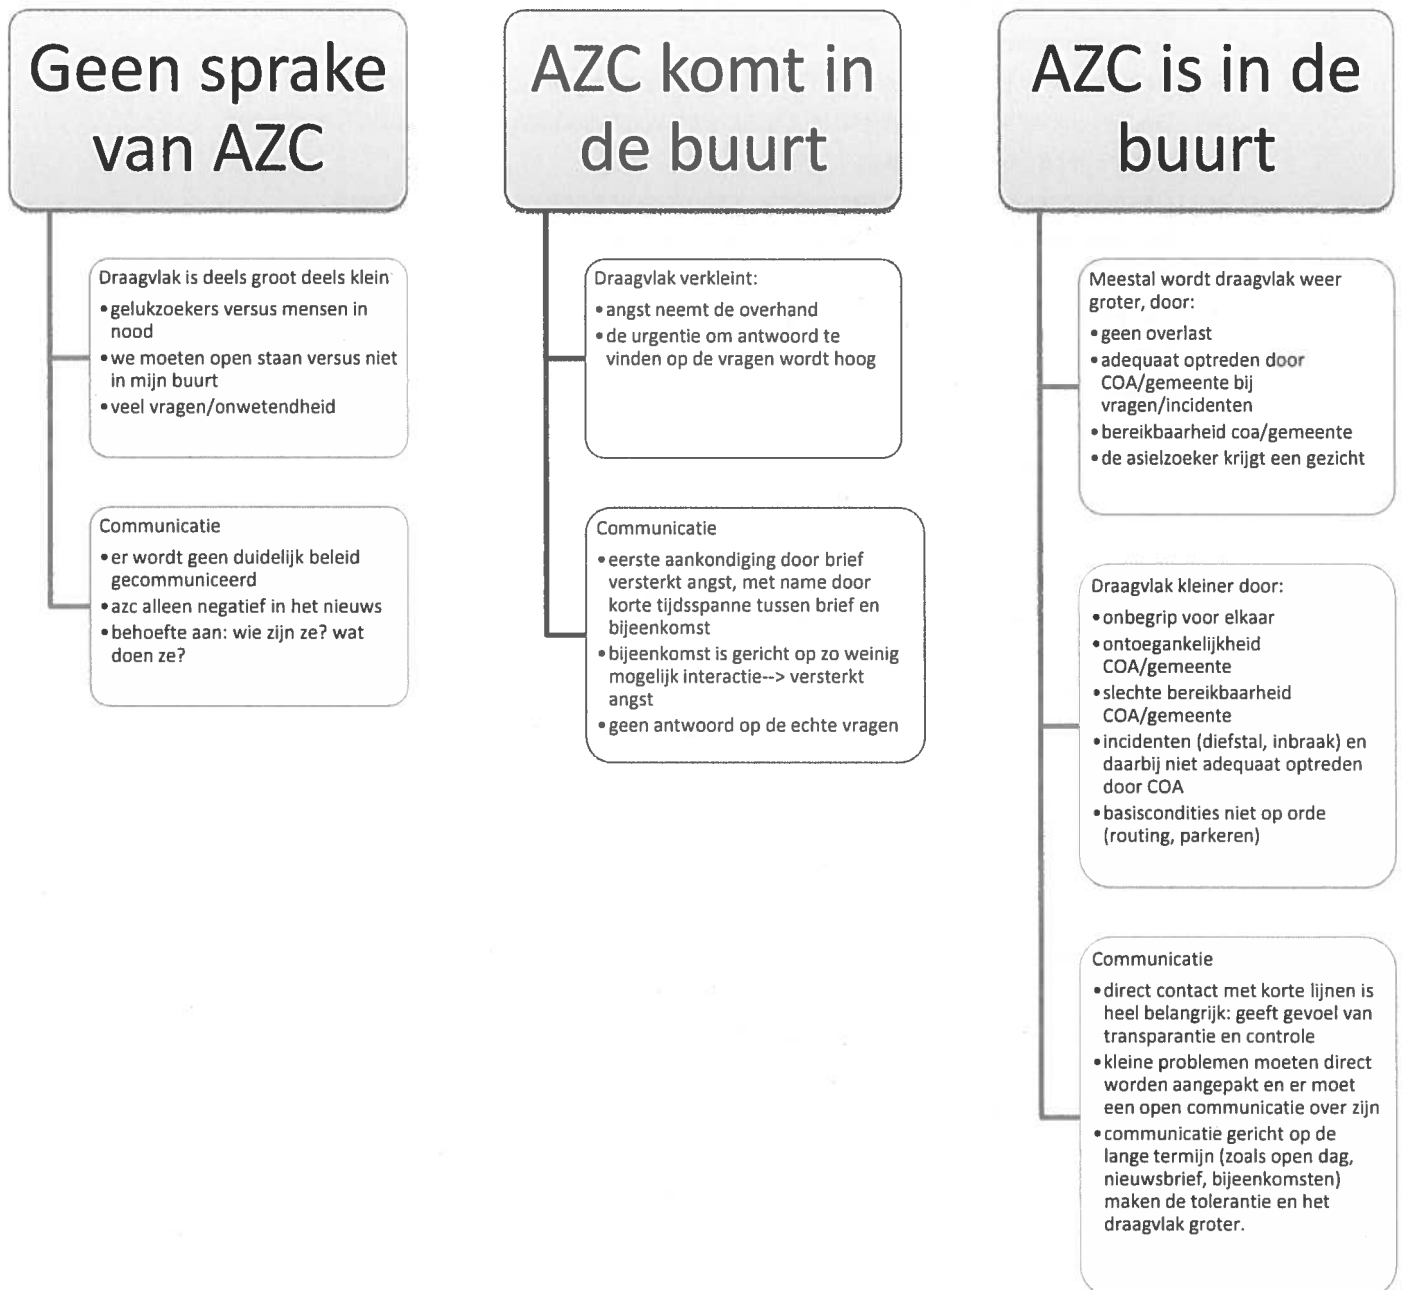 Geen sprake
van AZC
Draagvlak is deels groot deels klein
• gelukzoekers versus mensen in
nood
• we moeten open staan versus niet
in mijn buurt
• veel vragen/onwetendheid
Communicatie
• er wordt geen duidelijk beleid
gecommuniceerd
• azc alleen negatief in het nieuws
• behoefte aan: wie zijn ze? wat
doen ze?
AZC komt in
de buurt
Draagvlak verkleint:
• angst neemt de overhand
• de urgentie om antwoord te
vinden op de vragen wordt hoog
Communicatie
• eerste aankondiging door brief
versterkt angst, met name door
korte tijdsspanne tussen brief en
bijeenkomst
• bijeenkomst is gericht op zo weinig
mogelijk interactie--> versterkt
angst
• geen antwoord op de echte vragen
AZC is in de
buurt
Meestal wordt draagvlak weer
groter, door:
• geen overlast
• adequaat optreden door
COA/gemeente bij
vragen/incidenten
• bereikbaarheid coa/gemeente
• de asielzoeker krijgt een gezicht
Draagvlak kleiner door:
• onbegrip voor elkaar
• ontoegankelijkheid
COA/gemeente
• slechte bereikbaarheid
COA/gemeente
• incidenten (diefstal, inbraak) en
daarbij niet adequaat optreden
door COA
• basiscondities niet op orde
(routing, parkeren)
Communicatie
• direct contact met korte lijnen is
heel belangrijk: geeft gevoel van
transparantie en controle
• kleine problemen moeten direct
worden aangepakt en er moet
een open communicatie over zijn
• communicatie gericht op de
lange termijn (zoals open dag,
nieuwsbrief, bijeenkomsten)
maken de tolerantie en het
draagvlak groter.